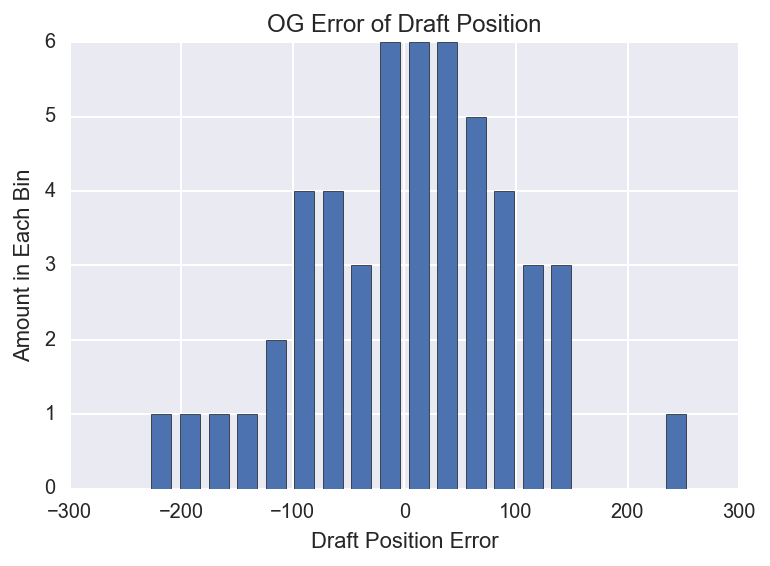 OG Error of Draft Position
6
5
4
3
2
1
0
Amount in Each Bin
−300 −200 −100 0 100 200 300
Draft Position Error